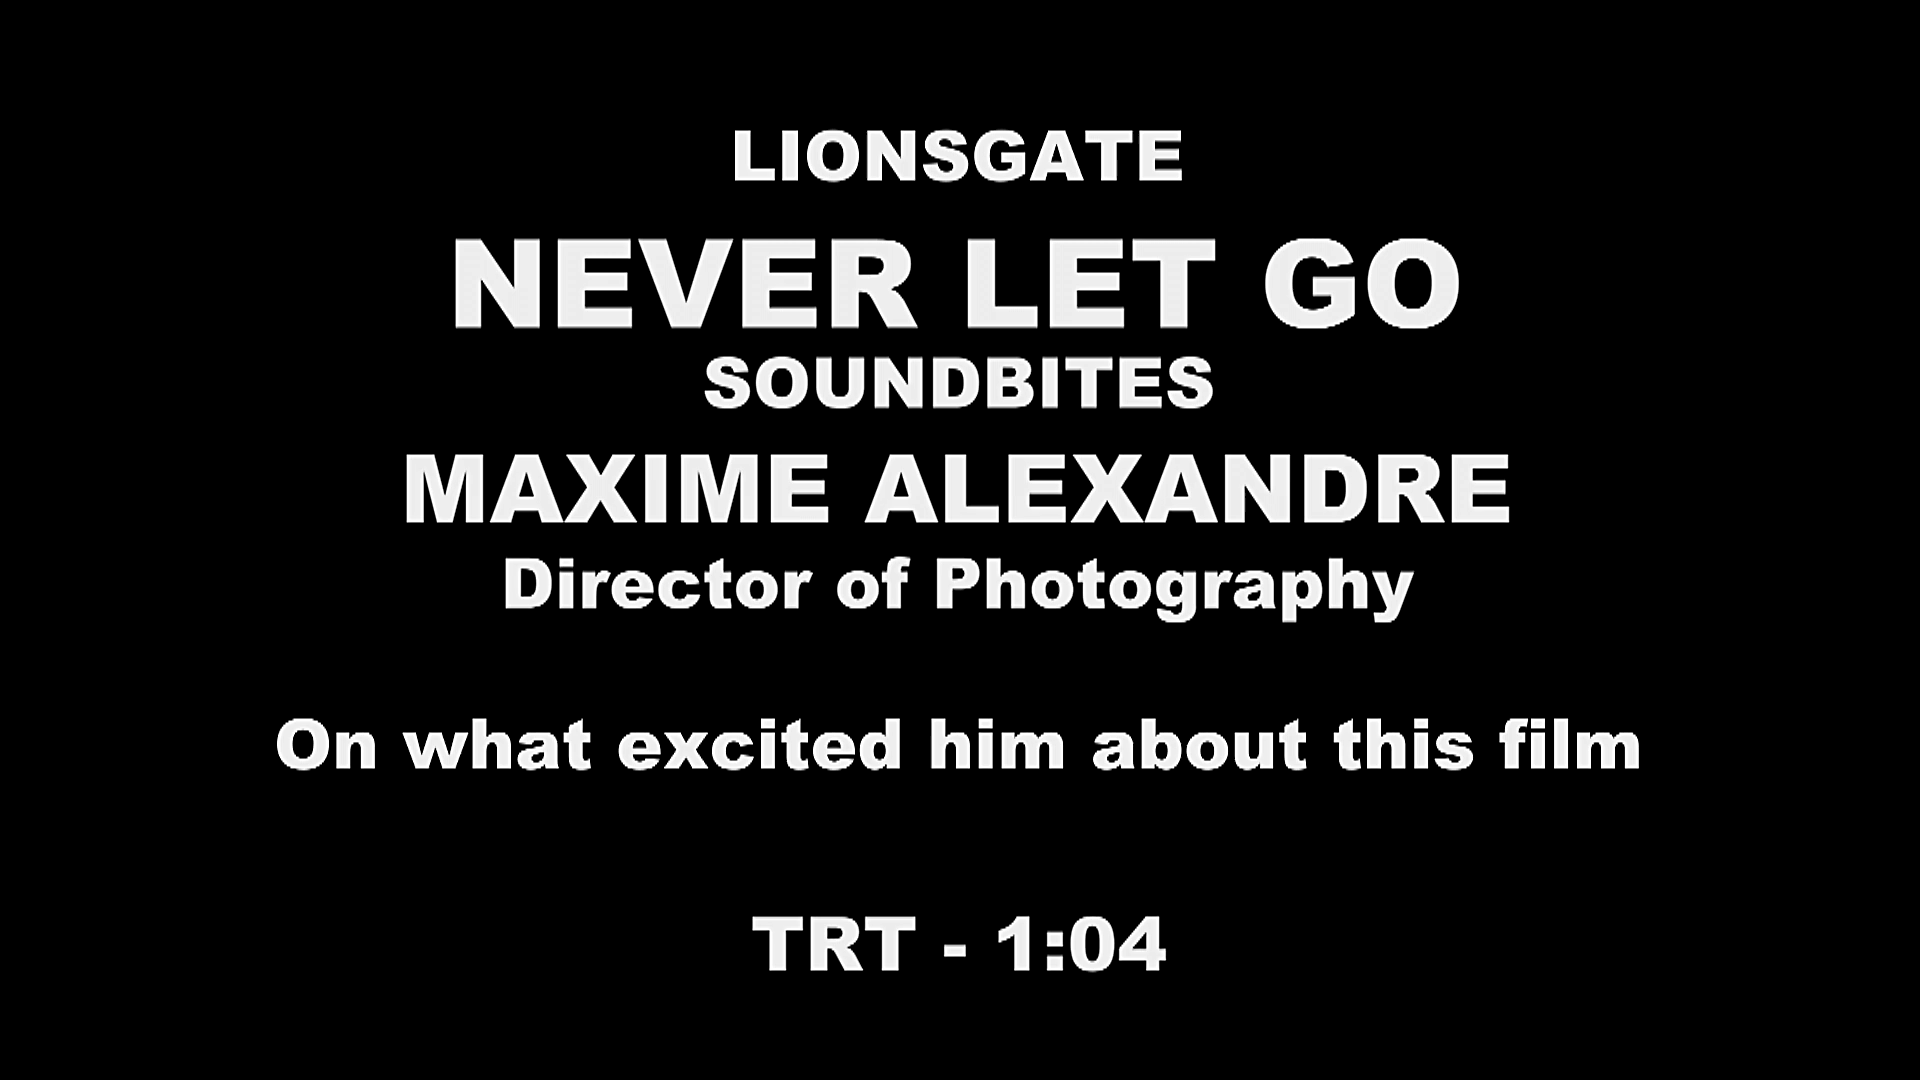 LIONSGATE
NEVER LET GO
SOUNDBITES
MAXIME ALEXANDRE
Director of Photography
On what excited him about this film
TRT - 1:04